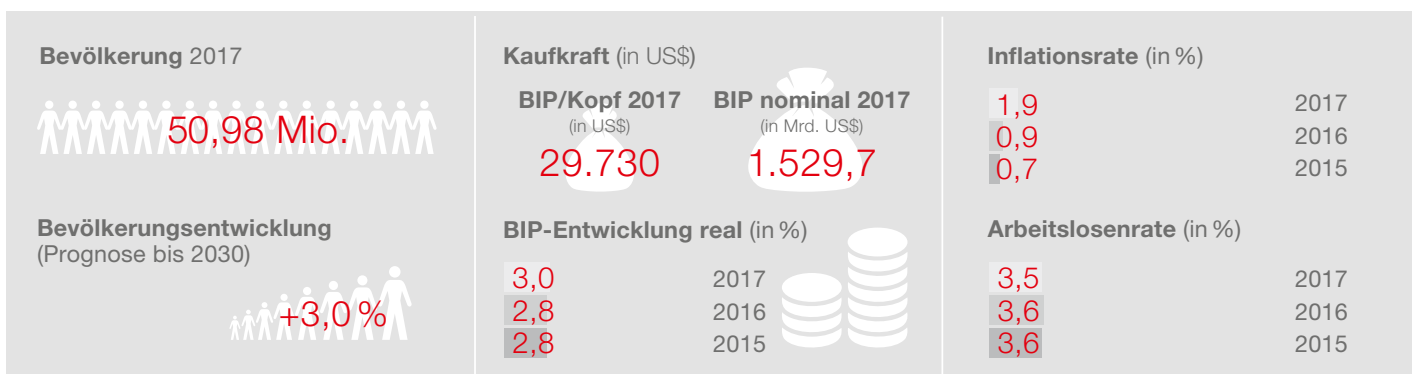 Bevölkerung 2017
50,98 Mio.
Bevölkerungsentwicklung
(Prognose bis 2030)
+3,0 %
Kaufkraft (in US$)
BIP/Kopf 2017
(in US$)
29.730
BIP nominal 2017
(in Mrd. US$)
1.529,7
BIP-Entwicklung real (in %)
3,0 2017
2,8 2016
2,8 2015
Inflationsrate (in %)
1,9 2017
0,9 2016
0,7 2015
Arbeitslosenrate (in %)
3,5 2017
3,6 2016
3,6 2015